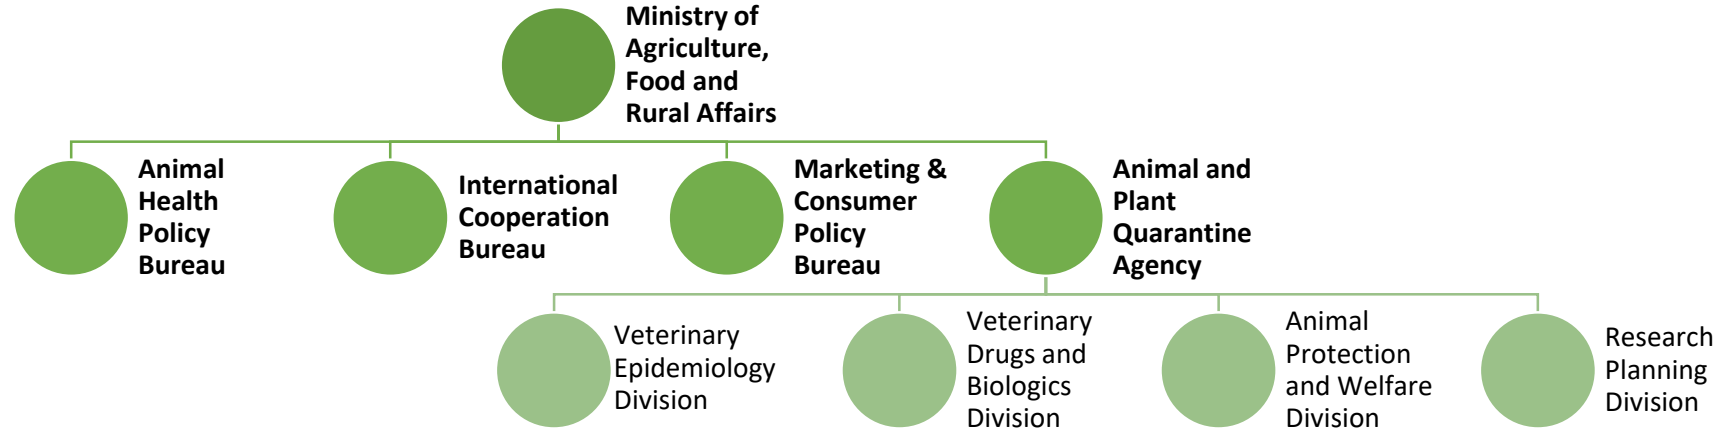 Ministry of
Agriculture,
Food and
Rural Affairs
Animal
Health
Policy
Bureau
International
Cooperation
Bureau
Marketing &
Consumer
Policy
Bureau
Animal and
Plant
Quarantine
Agency
Veterinary
Epidemiology
Division
Veterinary
Drugs and
Biologics
Division
Animal
Protection
and Welfare
Division
Research
Planning
Division